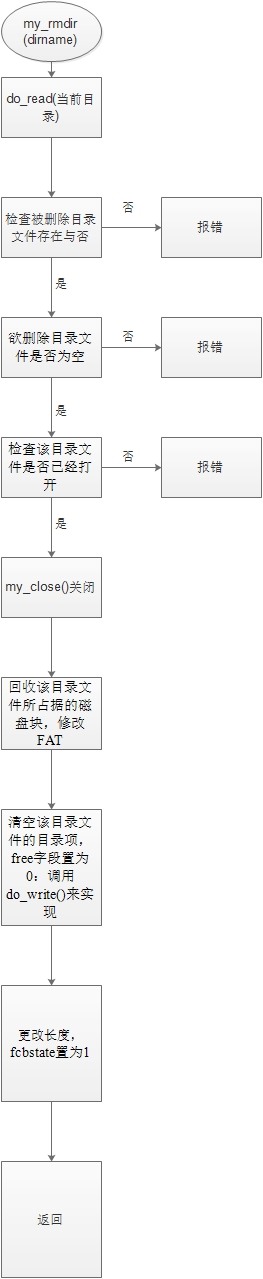 my_rmdir
(dirname)
do_read(当前目
录)
检查被删除目录
文件存在与否
否
报错
是
欲删除目录文
件是否为空
否
报错
是
检查该目录文
件是否已经打
开
否
报错
是
my_close()关闭
回收该目录文
件所占据的磁
盘块，修改
FAT
清空该目录文
件的目录项，
free字段置为
0：调用
do_write()来实
现
更改长度，
fcbstate置为1
返回